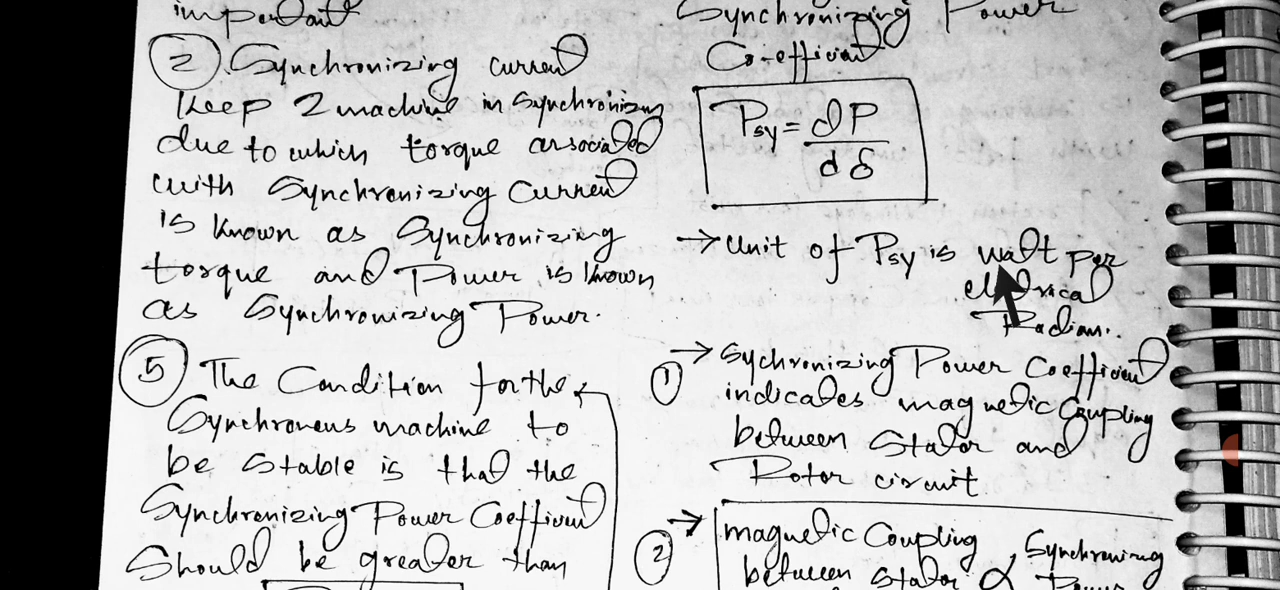 important
② Synchronizing current
Keep 2 machine in Synchronism
due to which torque associated
with Synchronizing Current
is known as Synchronizing
torque and Power is known
as Synchronizing Power.
⑤ The Condition for the
Synchronous machine to
be Stable is that the
Synchronizing Power Coefficient
Should be greater than
Synchronizing Power
Co-efficient
Psy = dP
dδ
→ Unit of Psy is watt per
electrical
Radian.
① → Sychronizing Power Coefficient
indicates magnetic Coupling
between Stator and
Rotor circuit
② → magnetic Coupling
between Stator ∝ Synchronizing
Power